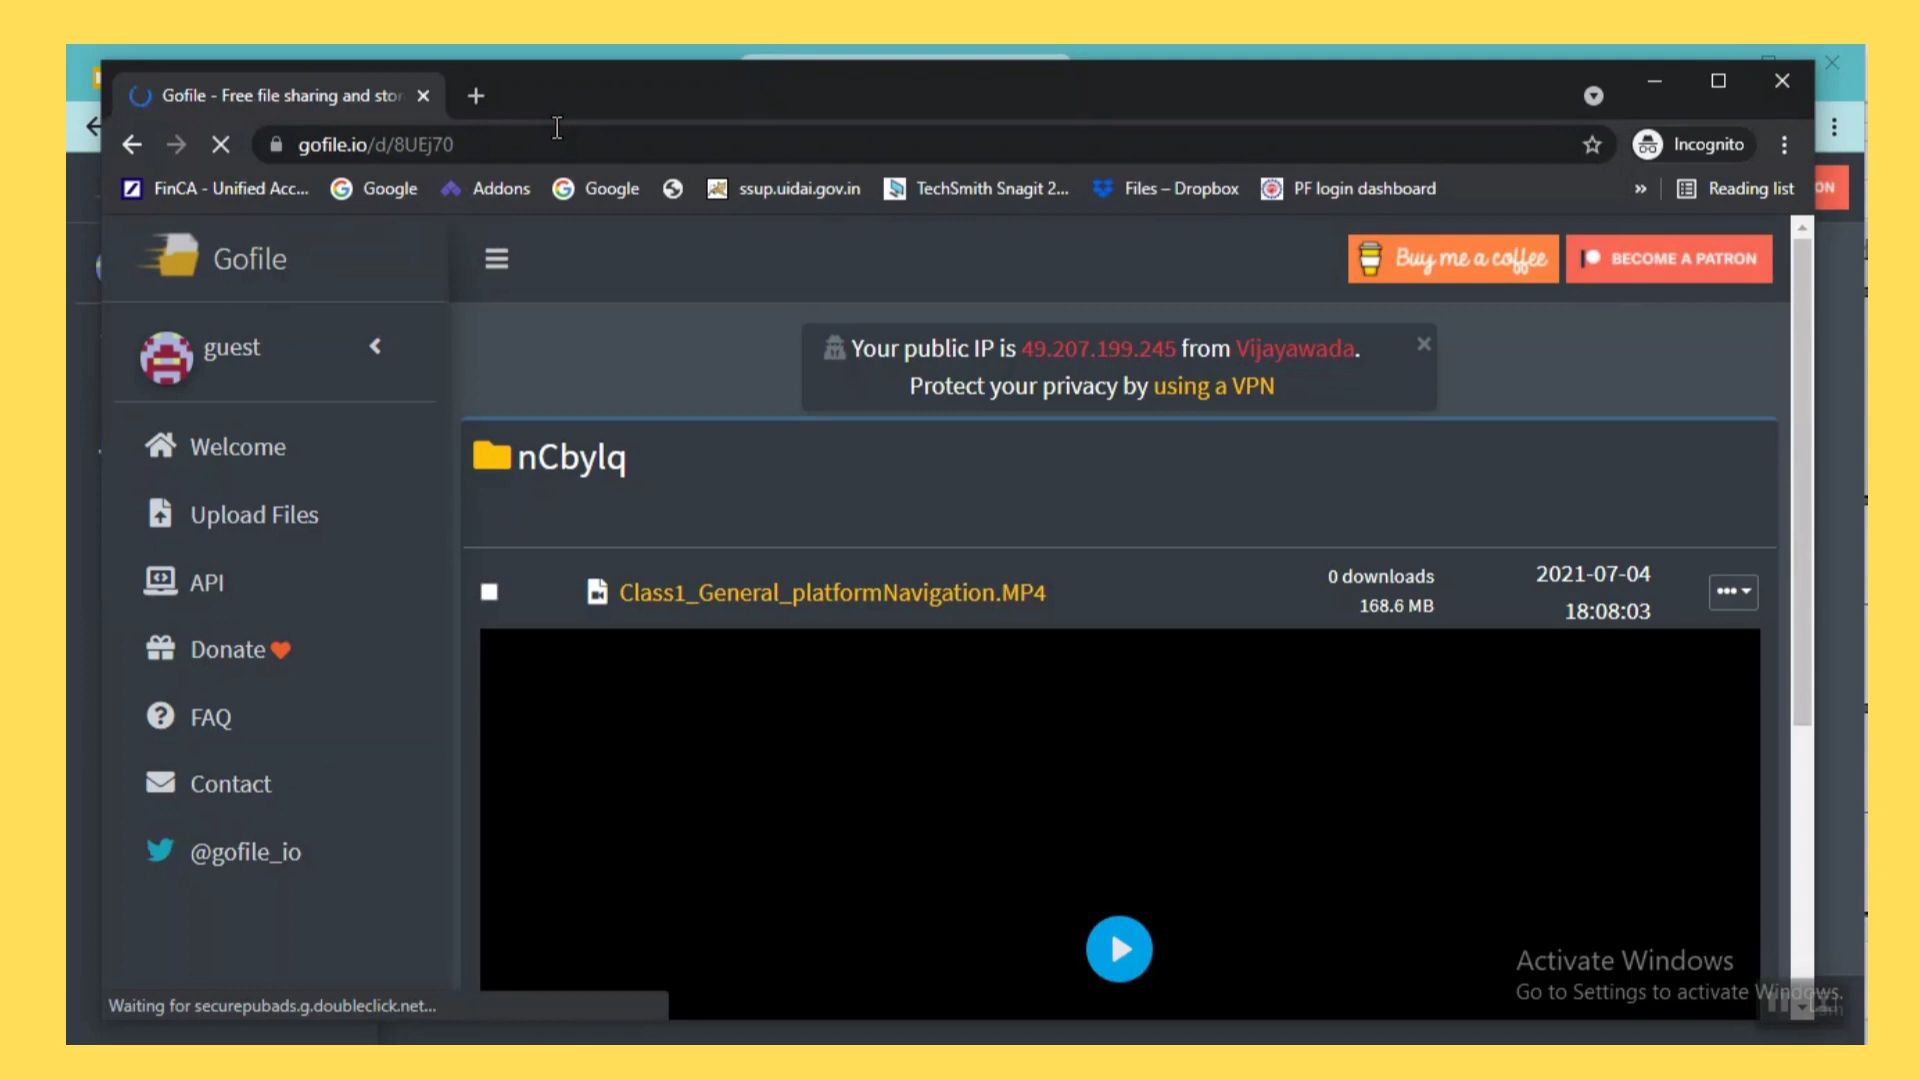 Gofile - Free file sharing and stor
gofile.io/d/8UEj70
Incognito
FinCA - Unified Acc...
Google
Addons
Google
ssup.uidai.gov.in
TechSmith Snagit 2...
Files – Dropbox
PF login dashboard
»
Reading list
ON
Gofile
Buy me a coffee
BECOME A PATRON
guest
Your public IP is 49.207.199.245 from Vijayawada.
Protect your privacy by using a VPN
Welcome
Upload Files
API
Donate
FAQ
Contact
@gofile_io
nCbylq
Class1_General_platformNavigation.MP4
0 downloads
168.6 MB
2021-07-04
18:08:03
Activate Windows
Go to Settings to activate Windows.
Waiting for securepubads.g.doubleclick.net...